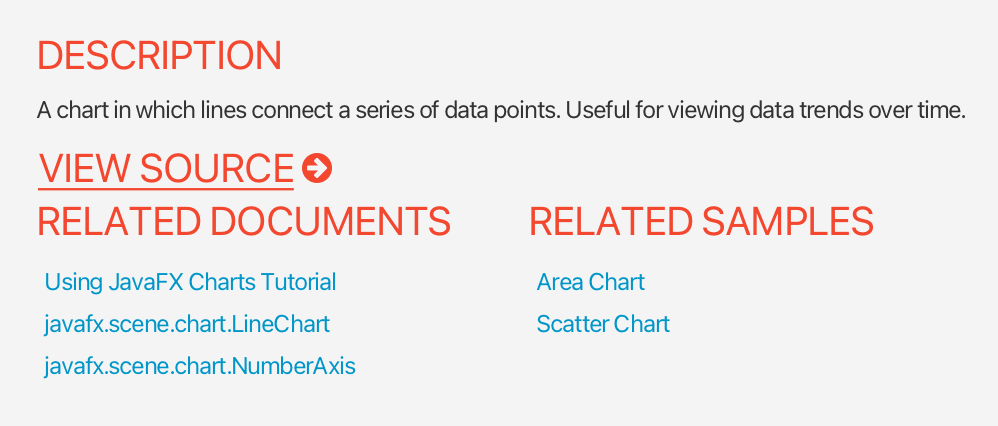 DESCRIPTION
A chart in which lines connect a series of data points. Useful for viewing data trends over time.
VIEW SOURCE
RELATED DOCUMENTS
Using JavaFX Charts Tutorial
javafx.scene.chart.LineChart
javafx.scene.chart.NumberAxis
RELATED SAMPLES
Area Chart
Scatter Chart